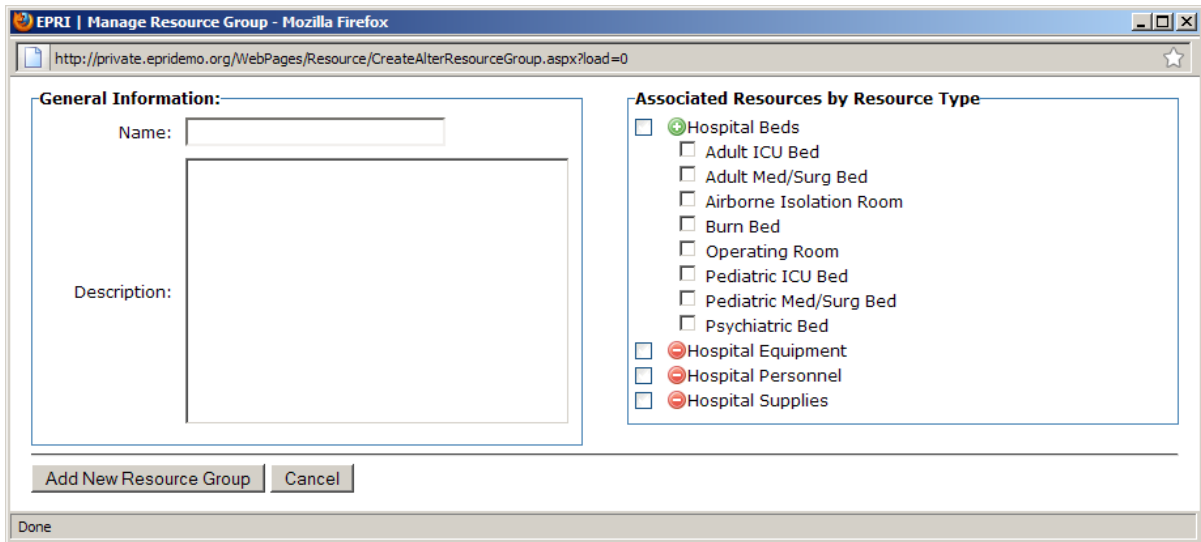 EPRI | Manage Resource Group - Mozilla Firefox
http://private.epridemo.org/WebPages/Resource/CreateAlterResourceGroup.aspx?load=0
General Information:
Name:
Description:
Associated Resources by Resource Type
Hospital Beds
Adult ICU Bed
Adult Med/Surg Bed
Airborne Isolation Room
Burn Bed
Operating Room
Pediatric ICU Bed
Pediatric Med/Surg Bed
Psychiatric Bed
Hospital Equipment
Hospital Personnel
Hospital Supplies
Add New Resource Group
Cancel
Done